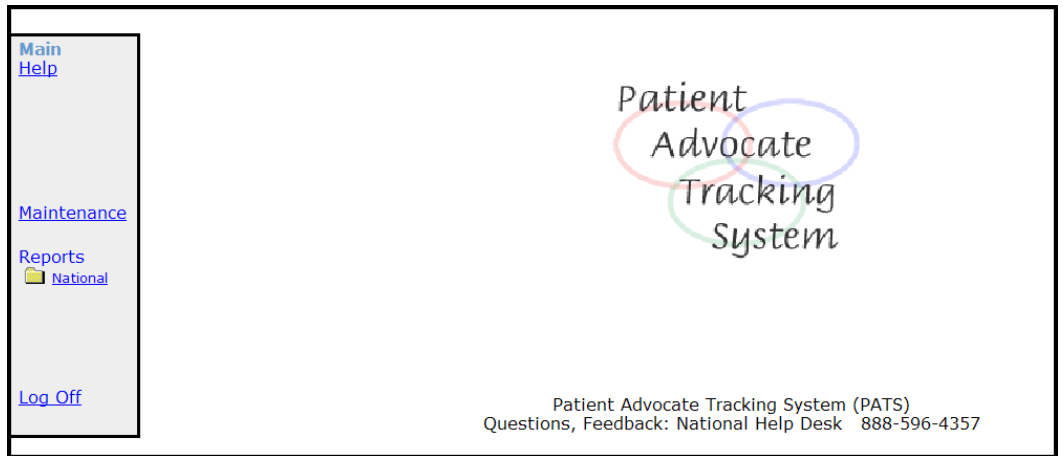 Main
Help
Maintenance
Reports
National
Log Off
Patient
Advocate
Tracking
System
Patient Advocate Tracking System (PATS)
Questions, Feedback: National Help Desk 888-596-4357